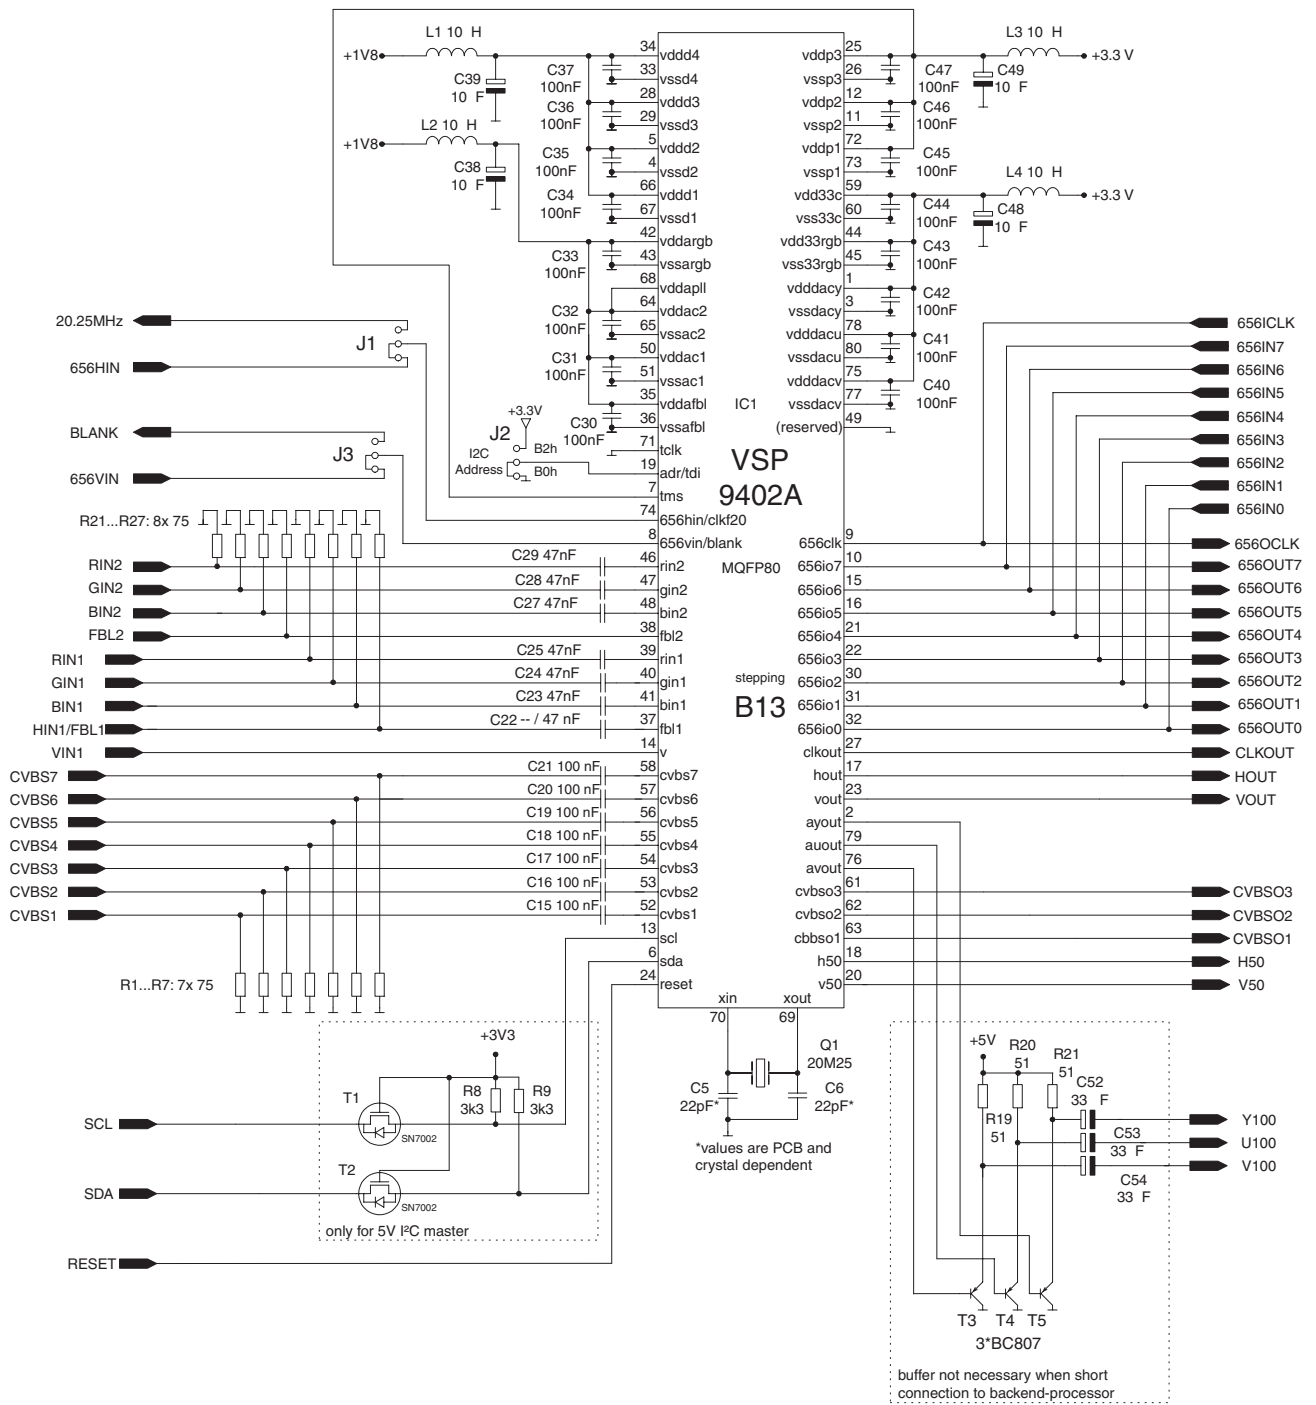 L1 10 H
L3 10 H
+1V8
+3.3 V
C39
10 F
C37
100nF
C36
100nF
C47
100nF
C49
10 F
C46
100nF
L2 10 H
+1V8
C38
10 F
C35
100nF
C34
100nF
C45
100nF
L4 10 H
+3.3 V
C44
100nF
C48
10 F
C33
100nF
C43
100nF
C32
100nF
C42
100nF
C31
100nF
C41
100nF
C30
100nF
C40
100nF
34 vddd4
33 vssd4
28 vddd3
29 vssd3
5 vddd2
4 vssd2
66 vddd1
67 vssd1
42 vddargb
43 vssargb
68 vddapll
64 vddac2
65 vssac2
50 vddac1
51 vssac1
35 vddafbl
36 vssafbl
71 tclk
19 adr/tdi
7 tms
74 656hin/clkf20
8 656vin/blank
46 rin2
47 gin2
48 bin2
38 fbl2
39 rin1
40 gin1
41 bin1
37 fbl1
14 v
58 cvbs7
57 cvbs6
56 cvbs5
55 cvbs4
54 cvbs3
53 cvbs2
52 cvbs1
13 scl
6 sda
24 reset
vddp3 25
vssp3 26
vddp2 12
vssp2 11
vddp1 72
vssp1 73
vdd33c 59
vss33c 60
vdd33rgb 44
vss33rgb 45
vdddacy 1
vssdacy 3
vdddacu 78
vssdacu 80
vdddacv 75
vssdacv 77
(reserved) 49
656clk 9
656io7 10
656io6 15
656io5 16
656io4 21
656io3 22
656io2 30
656io1 31
656io0 32
clkout 27
hout 17
vout 23
ayout 2
auout 79
avout 76
cvbso3 61
cvbso2 62
cbbso1 63
h50 18
v50 20
IC1
VSP
9402A
MQFP80
stepping
B13
xin
xout
70
69
20.25MHz
J1
656HIN
BLANK
J3
656VIN
+3.3V
J2
B2h
I2C
Address
B0h
R21...R27: 8x 75
RIN2
GIN2
BIN2
FBL2
RIN1
GIN1
BIN1
HIN1/FBL1
VIN1
C29 47nF
C28 47nF
C27 47nF
C25 47nF
C24 47nF
C23 47nF
C22 -- / 47 nF
CVBS7
CVBS6
CVBS5
CVBS4
CVBS3
CVBS2
CVBS1
C21 100 nF
C20 100 nF
C19 100 nF
C18 100 nF
C17 100 nF
C16 100 nF
C15 100 nF
R1...R7: 7x 75
656ICLK
656IN7
656IN6
656IN5
656IN4
656IN3
656IN2
656IN1
656IN0
656OCLK
656OUT7
656OUT6
656OUT5
656OUT4
656OUT3
656OUT2
656OUT1
656OUT0
CLKOUT
HOUT
VOUT
CVBSO3
CVBSO2
CVBSO1
H50
V50
+3V3
T1
R8
3k3
R9
3k3
SCL
SN7002
T2
SDA
SN7002
only for 5V I²C master
RESET
Q1
20M25
C5
22pF*
C6
22pF*
*values are PCB and
crystal dependent
+5V
R20
51
R21
51
C52
33 F
R19
51
C53
33 F
C54
33 F
Y100
U100
V100
T3
T4
T5
3*BC807
buffer not necessary when short
connection to backend-processor